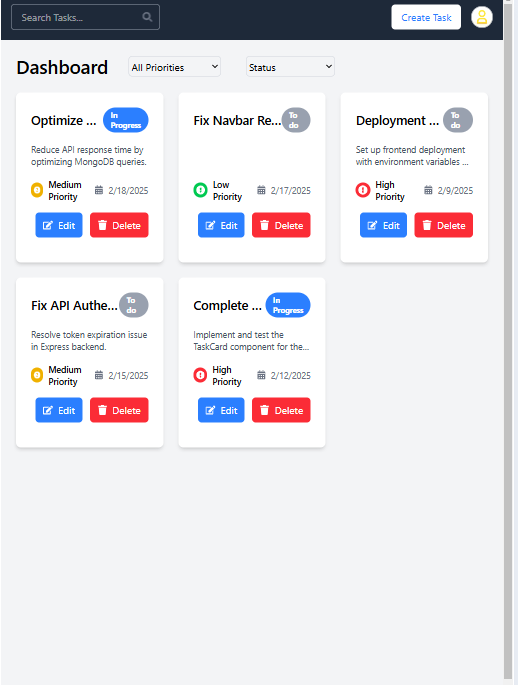 Search Tasks...
Create Task
Dashboard
All Priorities
Status
Optimize ...
In
Progress
Reduce API response time by
optimizing MongoDB queries.
Medium
Priority
2/18/2025
Edit
Delete
Fix Navbar Re...
To
do
Low
Priority
2/17/2025
Edit
Delete
Deployment ...
To
do
Set up frontend deployment
with environment variables ...
High
Priority
2/9/2025
Edit
Delete
Fix API Authe...
To
do
Resolve token expiration issue
in Express backend.
Medium
Priority
2/15/2025
Edit
Delete
Complete ...
In
Progress
Implement and test the
TaskCard component for the...
High
Priority
2/12/2025
Edit
Delete